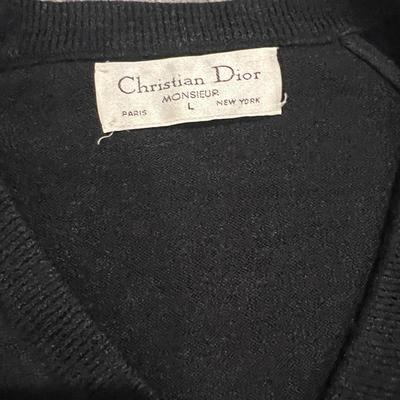 Christian Dior
MONSIEUR
PARIS L NEW YORK